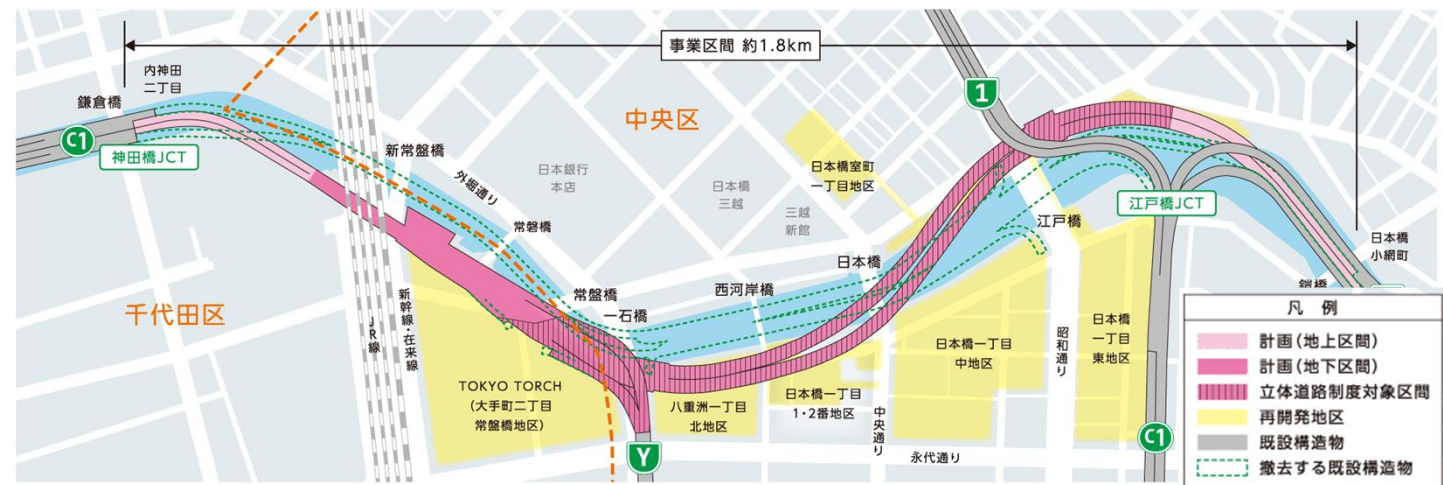 事業区間 約1.8km
内神田
二丁目
鎌倉橋
C1
神田橋JCT
新常盤橋
外堀通り
中央区
1
日本銀行
本店
日本橋
三越
三越
新館
日本橋室町
一丁目地区
常磐橋
江戸橋
江戸橋JCT
日本橋
小網町
鎧橋
千代田区
JR線
新幹線・在来線
常盤橋
一石橋
西河岸橋
日本橋
TOKYO TORCH
(大手町二丁目
常盤橋地区)
八重洲一丁目
北地区
日本橋一丁目
1・2番地区
中央通り
日本橋一丁目
中地区
昭和通り
日本橋
一丁目
東地区
Y
永代通り
C1
凡 例
計画(地上区間)
計画(地下区間)
立体道路制度対象区間
再開発地区
既設構造物
撤去する既設構造物